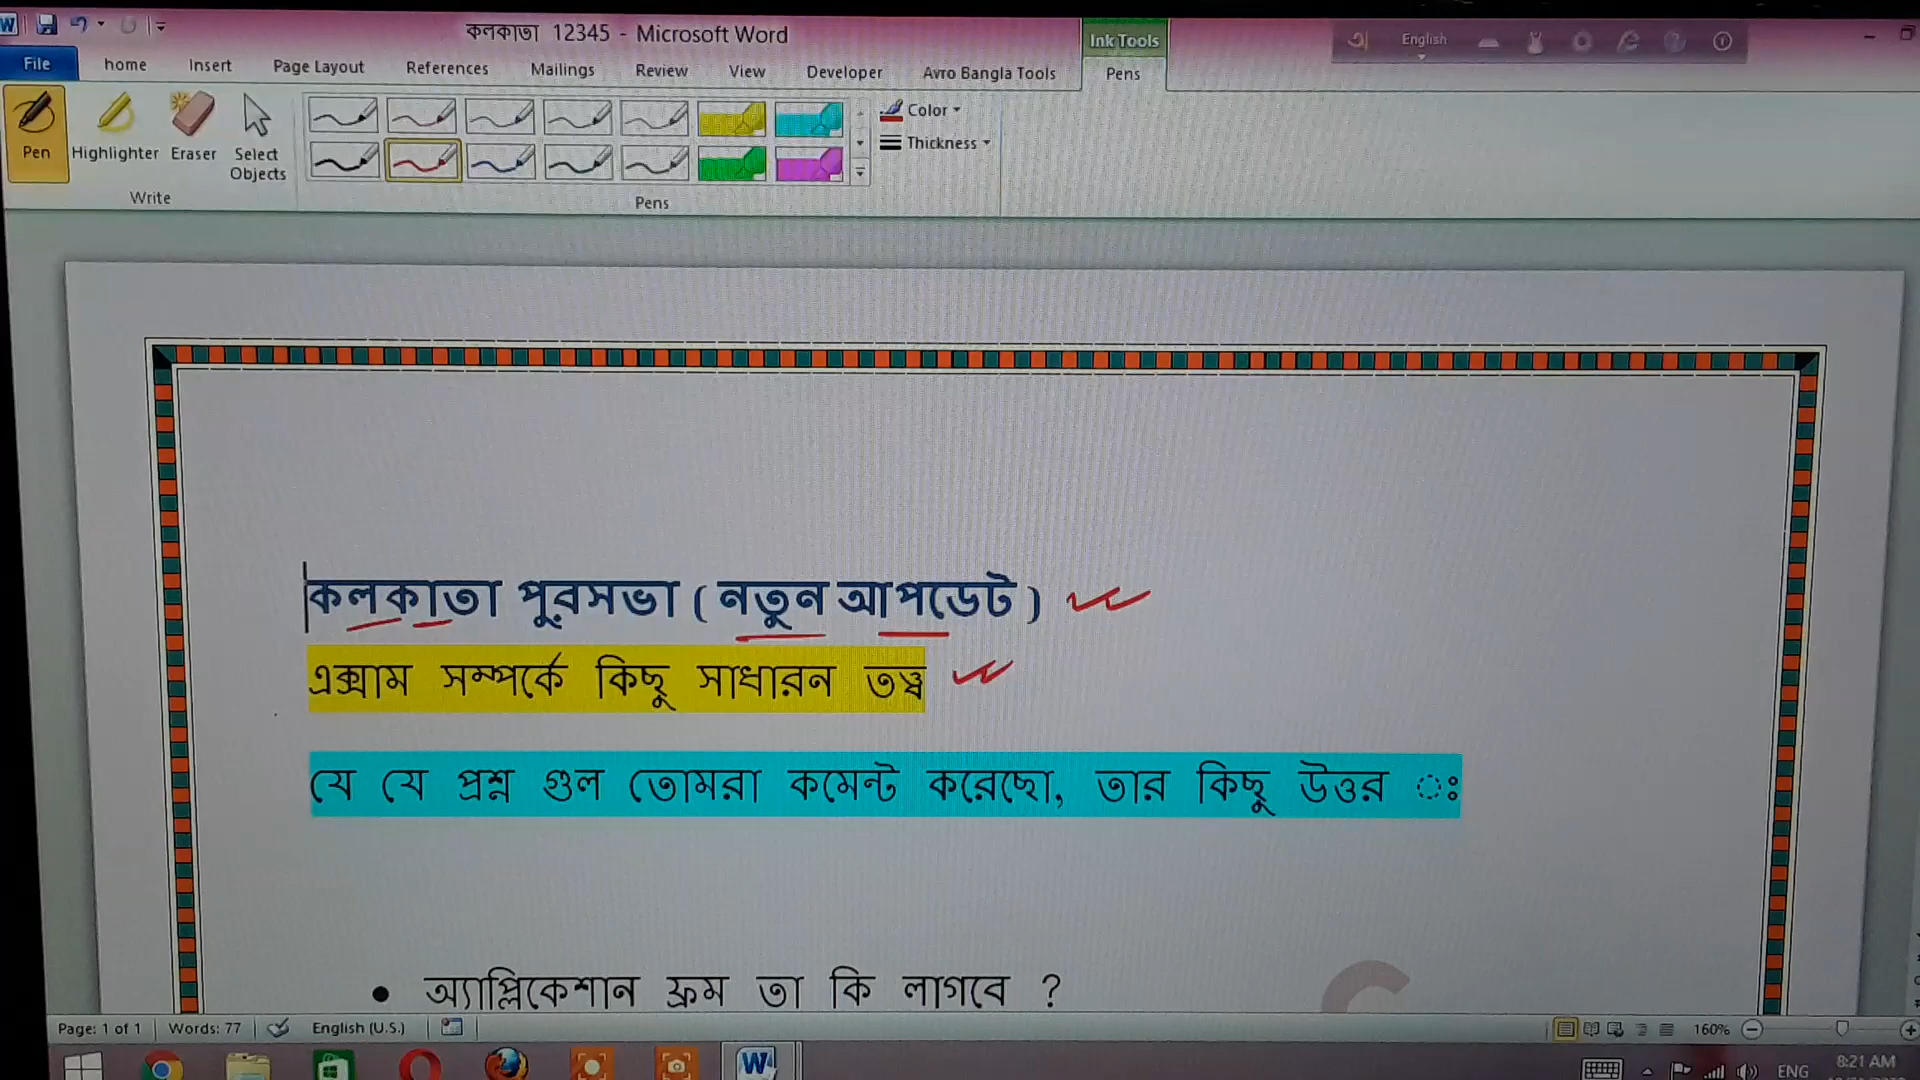 কলকাতা 12345 - Microsoft Word
Ink Tools
English
File home Insert Page Layout References Mailings Review View Developer Avro Bangla Tools Pens
Pen Highlighter Eraser Select Objects
Color
Thickness
Write Pens
কলকাতা পুরসভা ( নতুন আপডেট )
এক্সাম সম্পর্কে কিছু সাধারন তত্ত্ব
যে যে প্রশ্ন গুল তোমরা কমেন্ট করেছো, তার কিছু উত্তর ঃ
• অ্যাপ্লিকেশান ফ্রম তা কি লাগবে ?
Page: 1 of 1 Words: 77 English (U.S.) 160%
ENG 8:21 AM